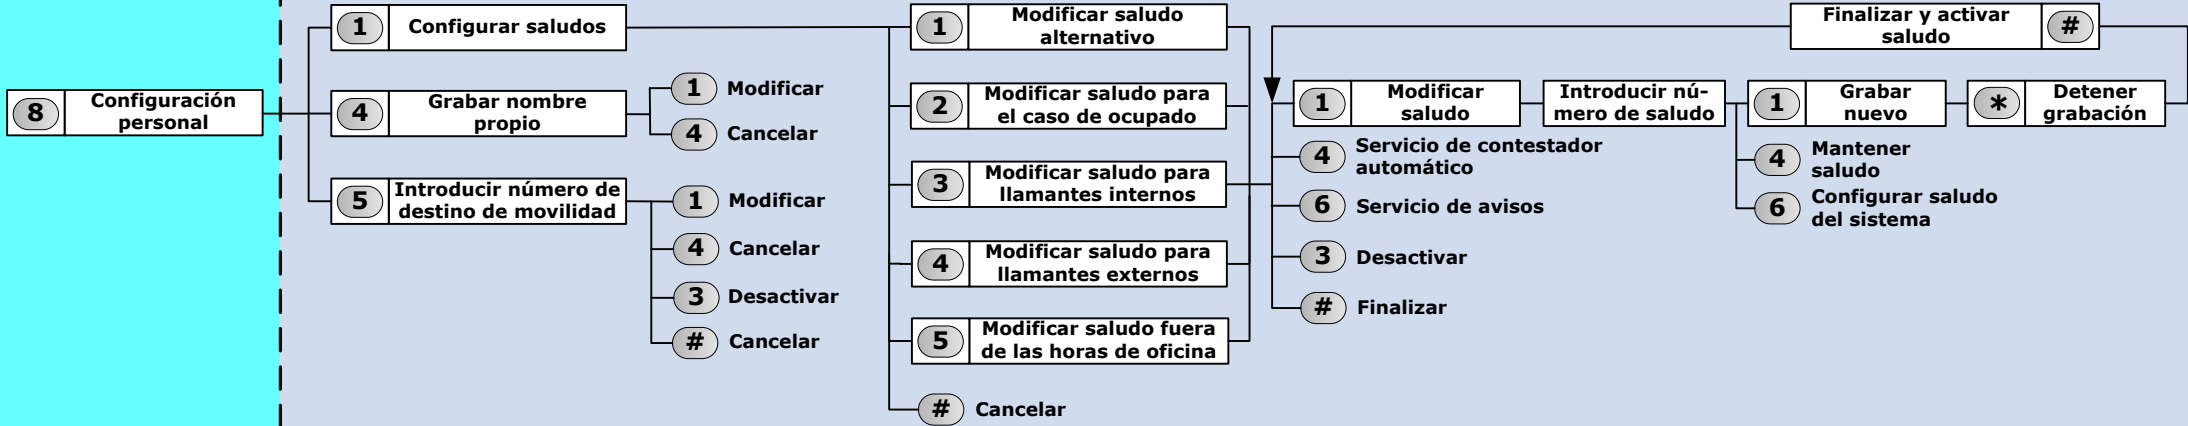 8
Configuración
personal
1
Configurar saludos
4
Grabar nombre
propio
1
Modificar
4
Cancelar
5
Introducir número de
destino de movilidad
1
Modificar
4
Cancelar
3
Desactivar
#
Cancelar
1
Modificar saludo
alternativo
2
Modificar saludo para
el caso de ocupado
3
Modificar saludo para
llamantes internos
4
Modificar saludo para
llamantes externos
5
Modificar saludo fuera
de las horas de oficina
#
Cancelar
1
Modificar
saludo
4
Servicio de contestador
automático
6
Servicio de avisos
3
Desactivar
#
Finalizar
Introducir nú-
mero de saludo
1
Grabar
nuevo
4
Mantener
saludo
6
Configurar saludo
del sistema
*
Detener
grabación
Finalizar y activar
saludo
#